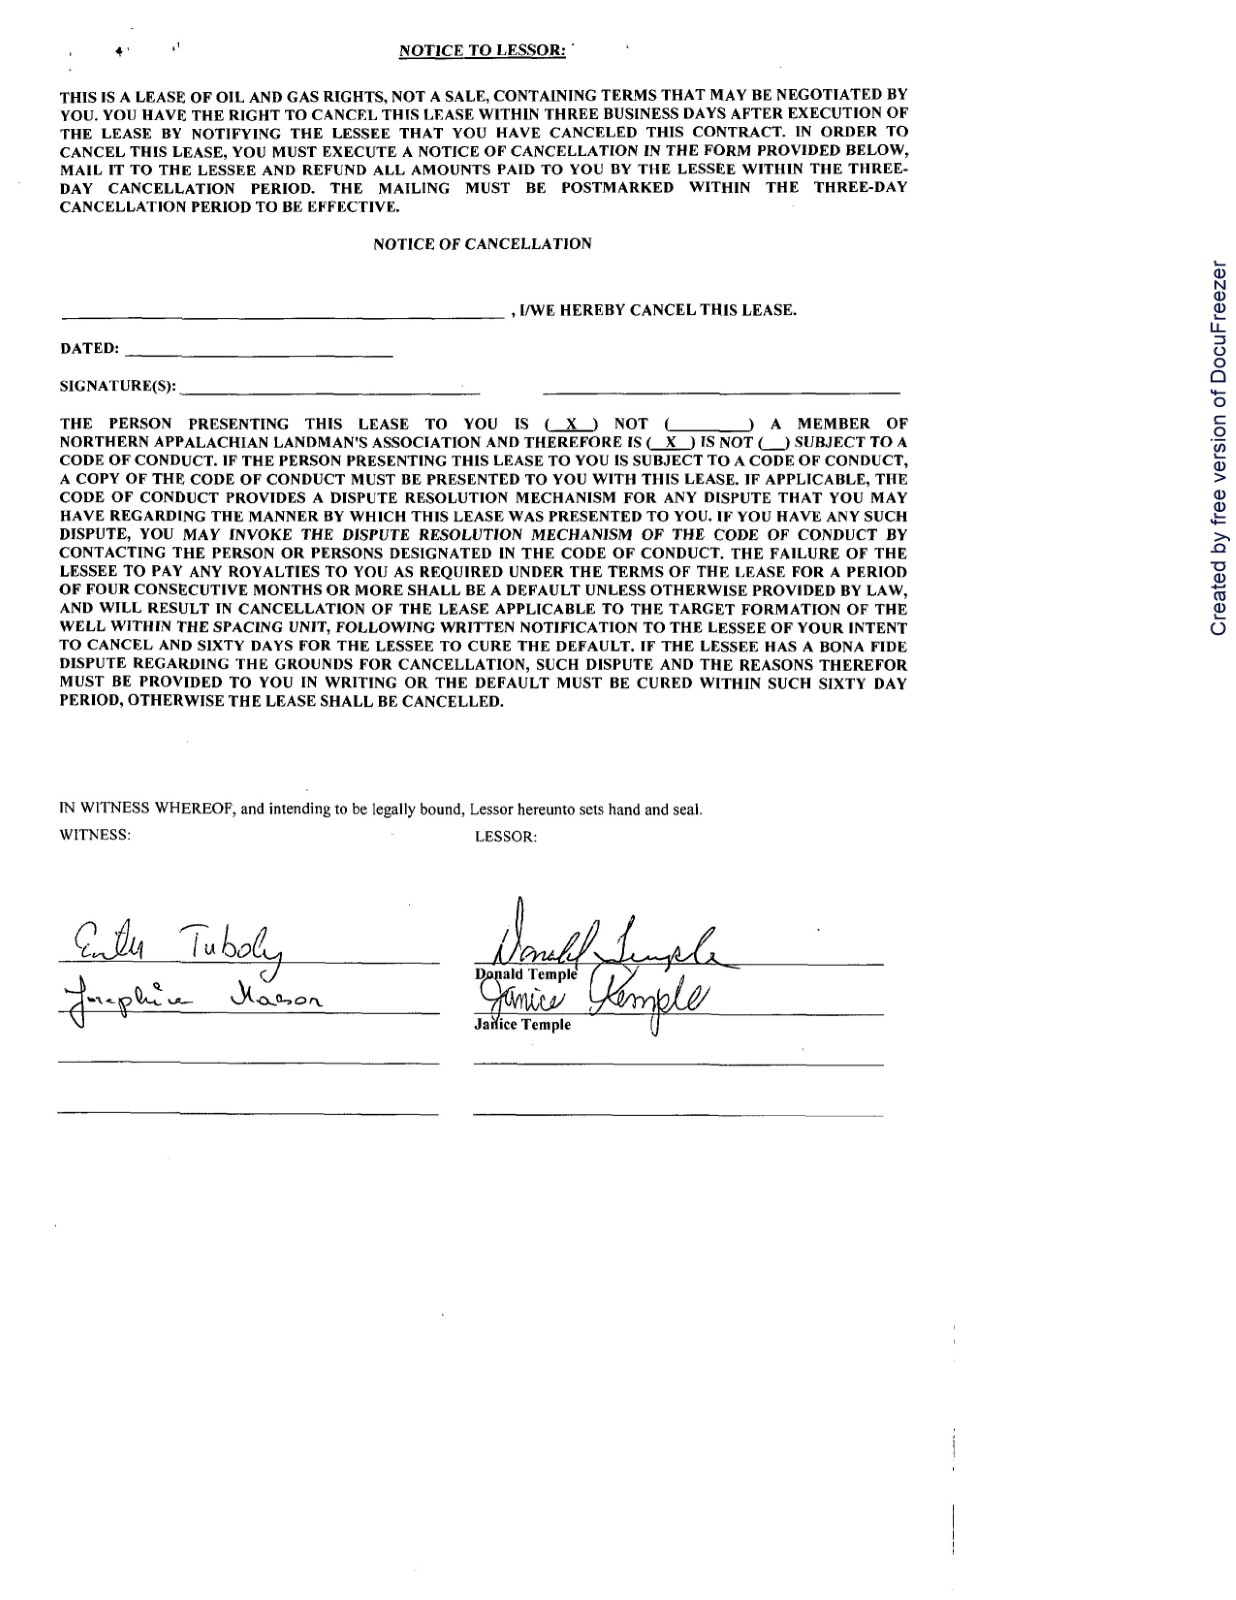 NOTICE TO LESSOR:
THIS IS A LEASE OF OIL AND GAS RIGHTS, NOT A SALE, CONTAINING TERMS THAT MAY BE NEGOTIATED BY
YOU. YOU HAVE THE RIGHT TO CANCEL THIS LEASE WITHIN THREE BUSINESS DAYS AFTER EXECUTION OF
THE LEASE BY NOTIFYING THE LESSEE THAT YOU HAVE CANCELED THIS CONTRACT. IN ORDER TO
CANCEL THIS LEASE, YOU MUST EXECUTE A NOTICE OF CANCELLATION IN THE FORM PROVIDED BELOW,
MAIL IT TO THE LESSEE AND REFUND ALL AMOUNTS PAID TO YOU BY THE LESSEE WITHIN THE THREE-
DAY CANCELLATION PERIOD. THE MAILING MUST BE POSTMARKED WITHIN THE THREE-DAY
CANCELLATION PERIOD TO BE EFFECTIVE.
NOTICE OF CANCELLATION
, I/WE HEREBY CANCEL THIS LEASE.
DATED:
SIGNATURE(S):
THE PERSON PRESENTING THIS LEASE TO YOU IS ( X ) NOT ( ) A MEMBER OF
NORTHERN APPALACHIAN LANDMAN'S ASSOCIATION AND THEREFORE IS ( X ) IS NOT ( ) SUBJECT TO A
CODE OF CONDUCT. IF THE PERSON PRESENTING THIS LEASE TO YOU IS SUBJECT TO A CODE OF CONDUCT,
A COPY OF THE CODE OF CONDUCT MUST BE PRESENTED TO YOU WITH THIS LEASE. IF APPLICABLE, THE
CODE OF CONDUCT PROVIDES A DISPUTE RESOLUTION MECHANISM FOR ANY DISPUTE THAT YOU MAY
HAVE REGARDING THE MANNER BY WHICH THIS LEASE WAS PRESENTED TO YOU. IF YOU HAVE ANY SUCH
DISPUTE, YOU MAY INVOKE THE DISPUTE RESOLUTION MECHANISM OF THE CODE OF CONDUCT BY
CONTACTING THE PERSON OR PERSONS DESIGNATED IN THE CODE OF CONDUCT. THE FAILURE OF THE
LESSEE TO PAY ANY ROYALTIES TO YOU AS REQUIRED UNDER THE TERMS OF THE LEASE FOR A PERIOD
OF FOUR CONSECUTIVE MONTHS OR MORE SHALL BE A DEFAULT UNLESS OTHERWISE PROVIDED BY LAW,
AND WILL RESULT IN CANCELLATION OF THE LEASE APPLICABLE TO THE TARGET FORMATION OF THE
WELL WITHIN THE SPACING UNIT, FOLLOWING WRITTEN NOTIFICATION TO THE LESSEE OF YOUR INTENT
TO CANCEL AND SIXTY DAYS FOR THE LESSEE TO CURE THE DEFAULT. IF THE LESSEE HAS A BONA FIDE
DISPUTE REGARDING THE GROUNDS FOR CANCELLATION, SUCH DISPUTE AND THE REASONS THEREFOR
MUST BE PROVIDED TO YOU IN WRITING OR THE DEFAULT MUST BE CURED WITHIN SUCH SIXTY DAY
PERIOD, OTHERWISE THE LEASE SHALL BE CANCELLED.
IN WITNESS WHEREOF, and intending to be legally bound, Lessor hereunto sets hand and seal.
WITNESS:
LESSOR:
Tuboly
Donald Temple
Donald Temple
Josephine
Janice Temple
Janice Temple
Created by free version of DocuFreezer